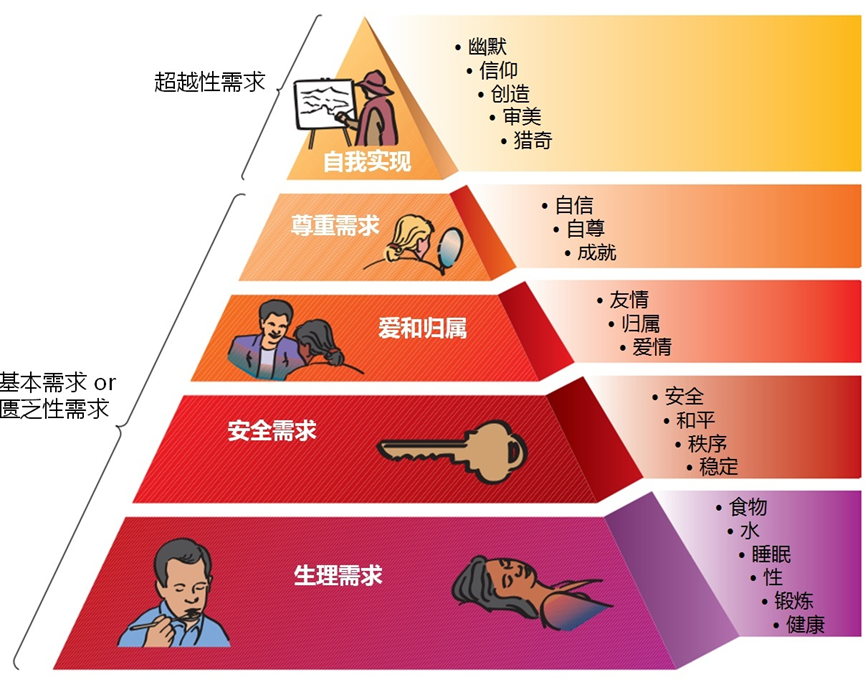 超越性需求
自我实现
• 幽默
• 信仰
• 创造
• 审美
• 猎奇
尊重需求
• 自信
• 自尊
• 成就
爱和归属
• 友情
• 归属
• 爱情
基本需求 or
匮乏性需求
安全需求
• 安全
• 和平
• 秩序
• 稳定
生理需求
• 食物
• 水
• 睡眠
• 性
• 锻炼
• 健康